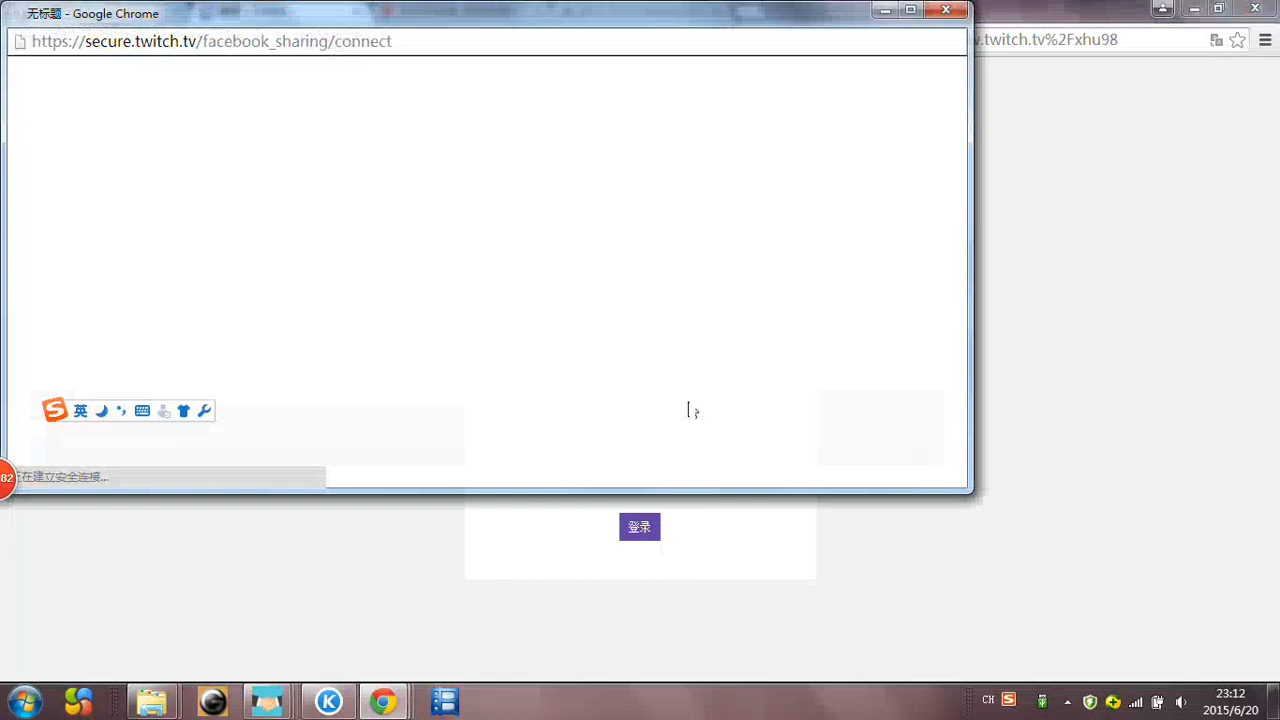 无标题 - Google Chrome
https://secure.twitch.tv/facebook_sharing/connect
.twitch.tv%2Fxhu98
英
82
在建立安全连接...
登录
CH
23:12
2015/6/20